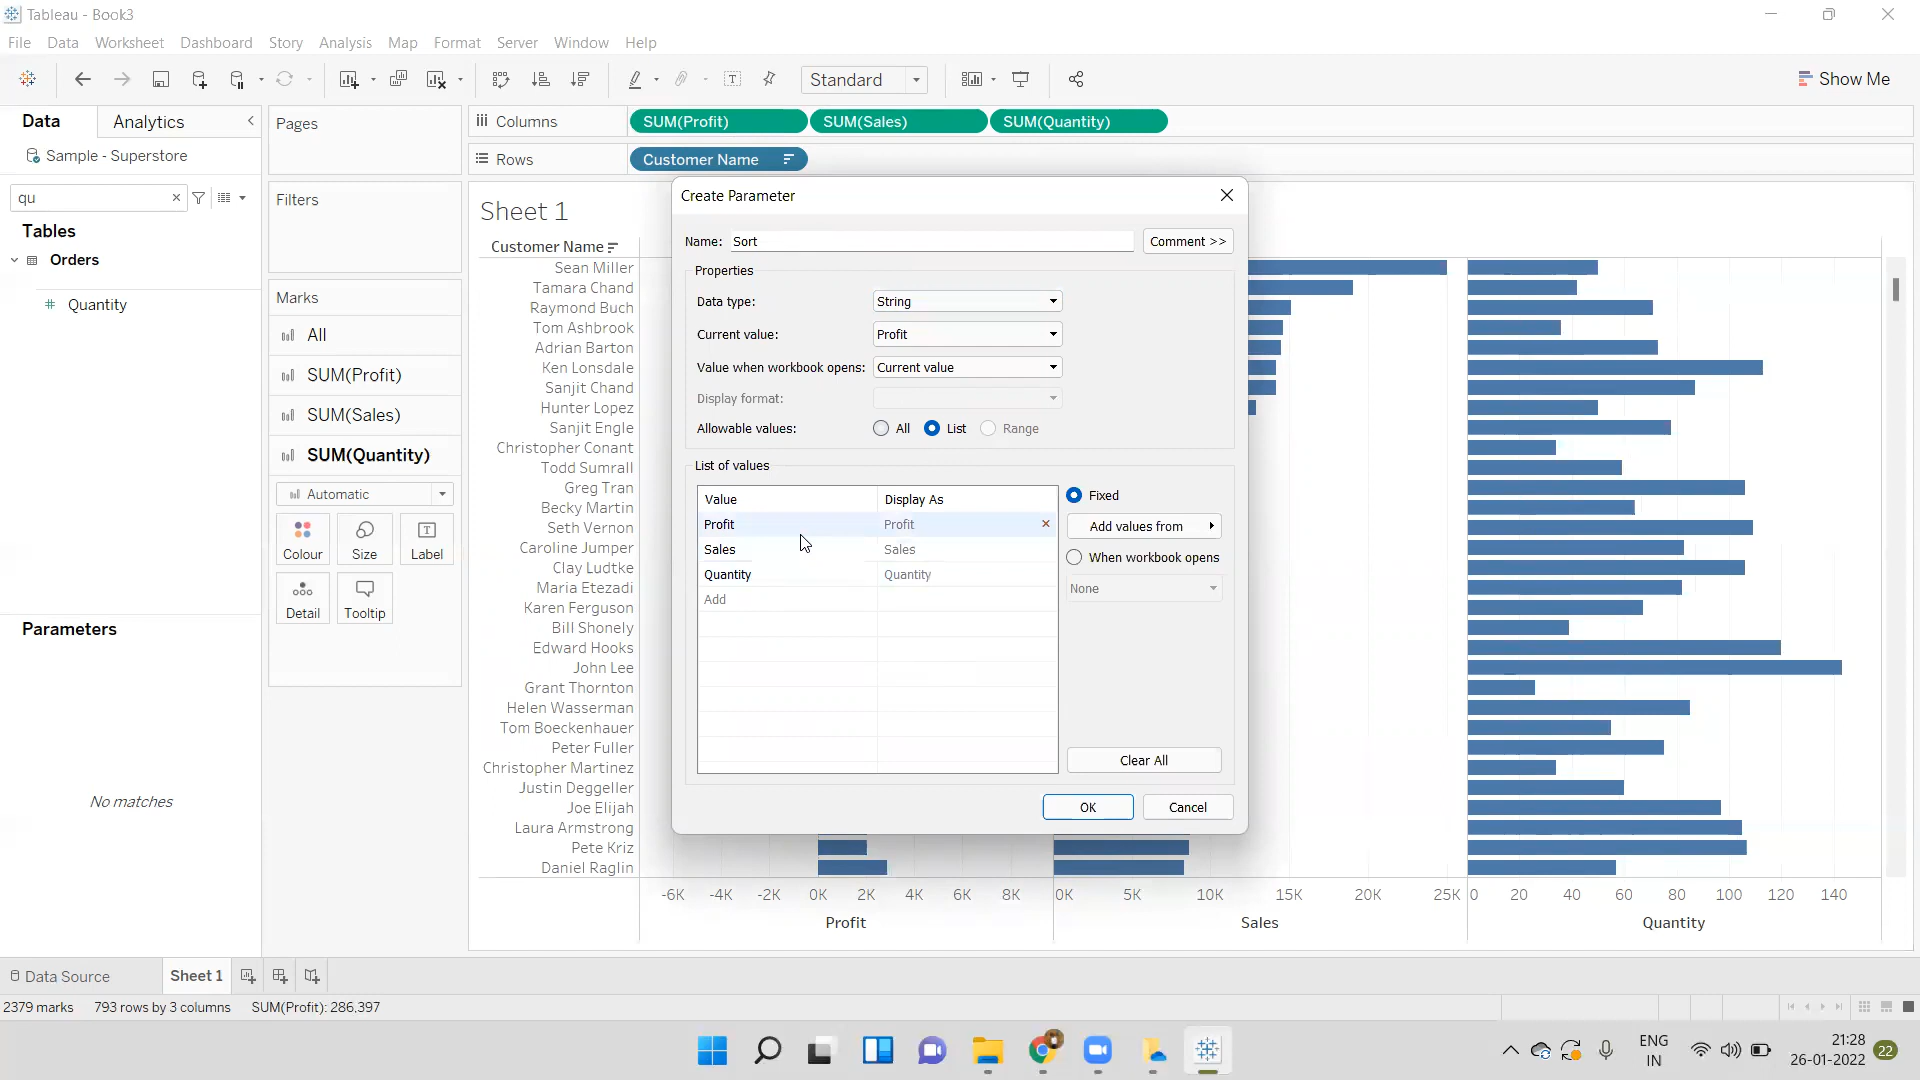 Tableau - Book3
File Data Worksheet Dashboard Story Analysis Map Format Server Window Help
Standard
Show Me
Data
Analytics
Sample - Superstore
qu
Tables
Orders
Quantity
Parameters
No matches
Pages
Filters
Marks
All
SUM(Profit)
SUM(Sales)
SUM(Quantity)
Automatic
Colour
Size
Label
Detail
Tooltip
Columns
SUM(Profit)
SUM(Sales)
SUM(Quantity)
Rows
Customer Name
Sheet 1
Customer Name
Sean Miller
Tamara Chand
Raymond Buch
Tom Ashbrook
Adrian Barton
Ken Lonsdale
Sanjit Chand
Hunter Lopez
Sanjit Engle
Christopher Conant
Todd Sumrall
Greg Tran
Becky Martin
Seth Vernon
Caroline Jumper
Clay Ludtke
Maria Etezadi
Karen Ferguson
Bill Shonely
Edward Hooks
John Lee
Grant Thornton
Helen Wasserman
Tom Boeckenhauer
Peter Fuller
Christopher Martinez
Justin Deggeller
Joe Elijah
Laura Armstrong
Pete Kriz
Daniel Raglin
-6K -4K -2K 0K 2K 4K 6K 8K
Profit
0K 5K 10K 15K 20K 25K
Sales
0 20 40 60 80 100 120 140
Quantity
Create Parameter
Name: Sort
Comment >>
Properties
Data type: String
Current value: Profit
Value when workbook opens: Current value
Display format:
Allowable values: All List Range
List of values
Value Display As
Profit Profit
Sales Sales
Quantity Quantity
Add
Fixed
Add values from
When workbook opens
None
Clear All
OK
Cancel
Data Source
Sheet 1
2379 marks 793 rows by 3 columns SUM(Profit): 286,397
ENG
IN
21:28
26-01-2022
22